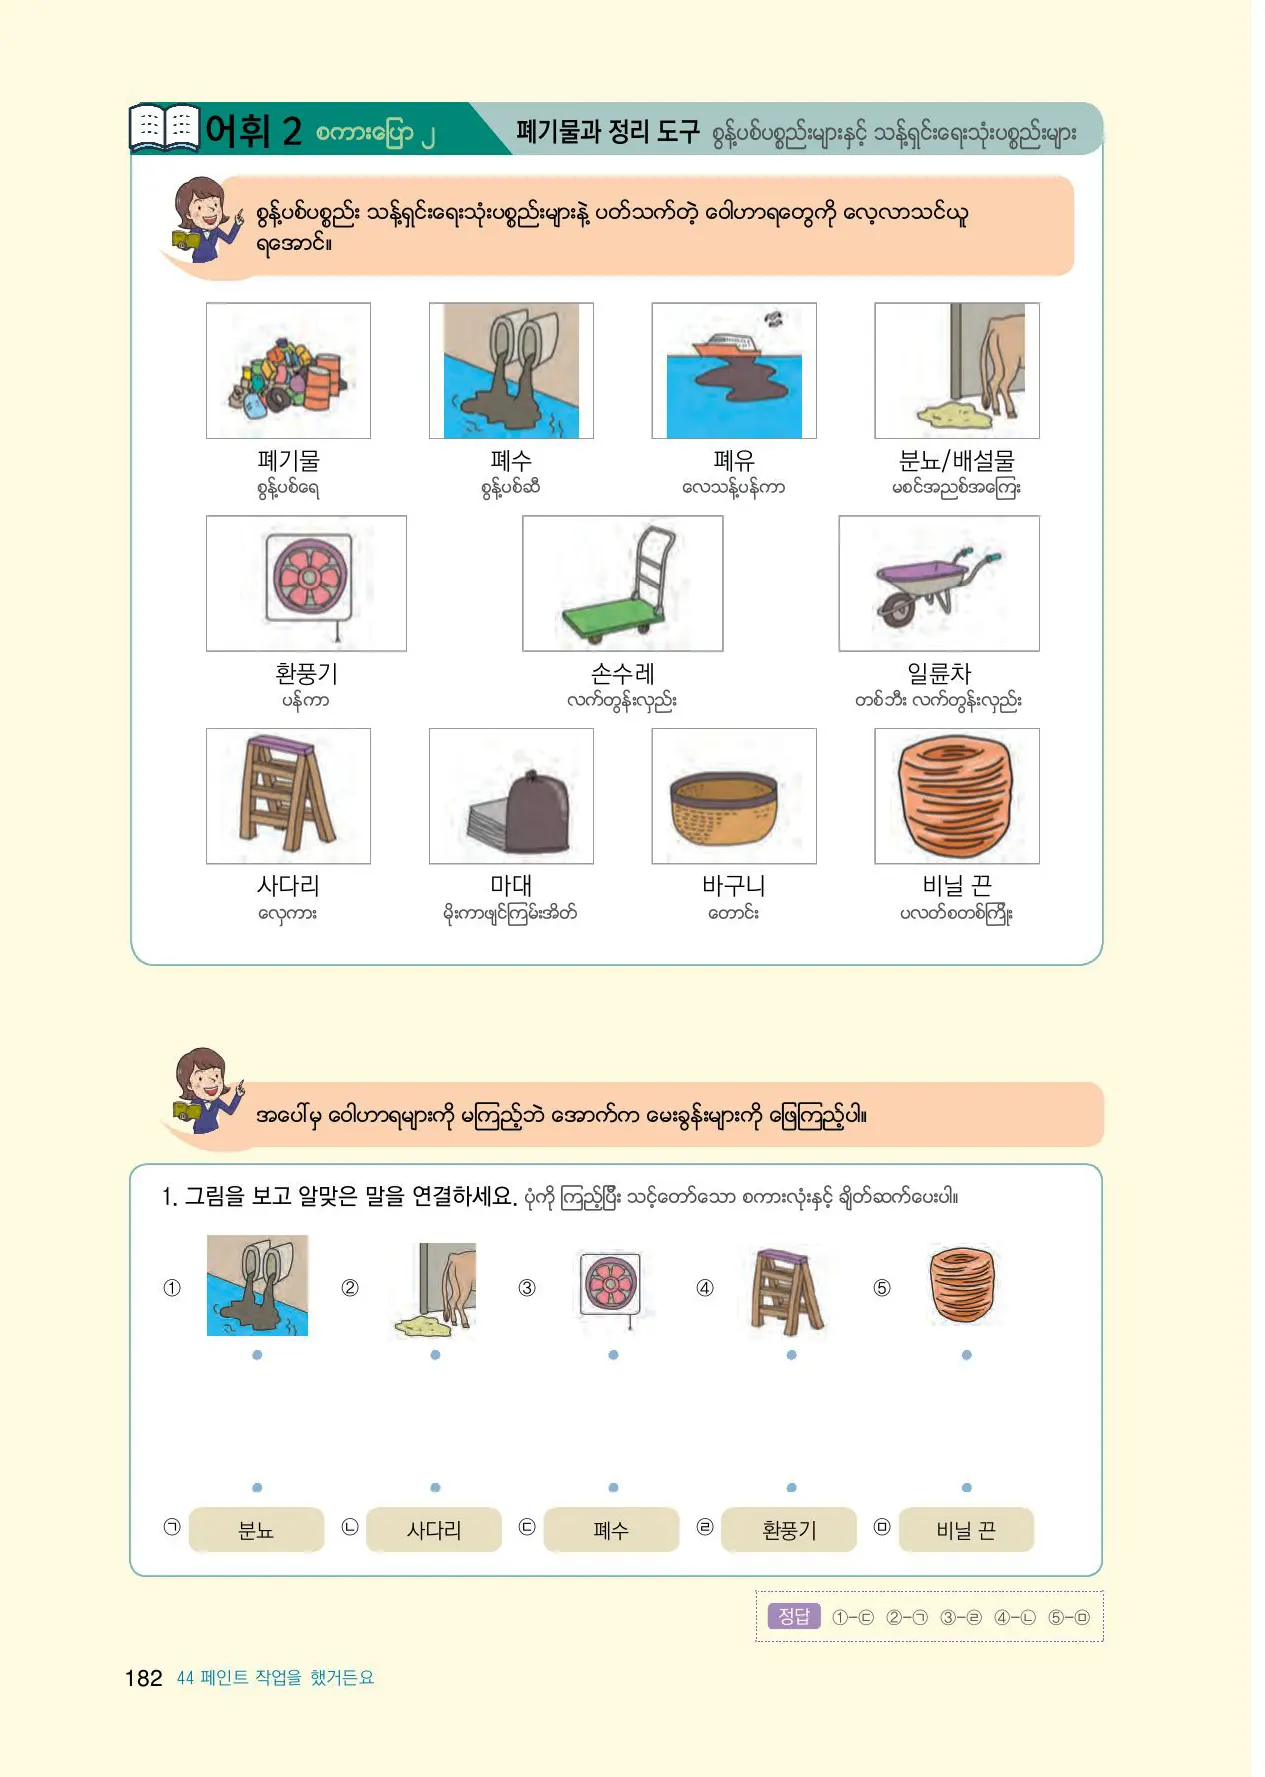 어휘 2 စကားပြော ၂ 폐기물과 정리 도구 စွန့်ပစ်ပစ္စည်းများနှင့် သန့်ရှင်းရေးသုံးပစ္စည်းများ
စွန့်ပစ်ပစ္စည်း သန့်ရှင်းရေးသုံးပစ္စည်းများနဲ့ ပတ်သက်တဲ့ ဝေါဟာရတွေကို လေ့လာသင်ယူ
ရအောင်။
폐기물 폐수 폐유 분뇨/배설물
စွန့်ပစ်ရေ စွန့်ပစ်ဆီ လေသန့်ပန်ကာ မစင်အညစ်အကြေး
환풍기 손수레 일륜차
ပန်ကာ လက်တွန်းလှည်း တစ်ဘီး လက်တွန်းလှည်း
사다리 마대 바구니 비닐 끈
လှေကား မိုးကာဖျင်ကြမ်းအိတ် တောင်း ပလတ်စတစ်ကြိုး
အပေါ်မှ ဝေါဟာရများကို မကြည့်ဘဲ အောက်က မေးခွန်းများကို ဖြေကြည့်ပါ။
1. 그림을 보고 알맞은 말을 연결하세요. ပုံကို ကြည့်ပြီး သင့်တော်သော စကားလုံးနှင့် ချိတ်ဆက်ပေးပါ။
① ② ③ ④ ⑤
㉠ 분뇨 ㉡ 사다리 ㉢ 폐수 ㉣ 환풍기 ㉤ 비닐 끈
정답 ①-㉢ ②-㉠ ③-㉣ ④-㉡ ⑤-㉤
182 44 페인트 작업을 했거든요